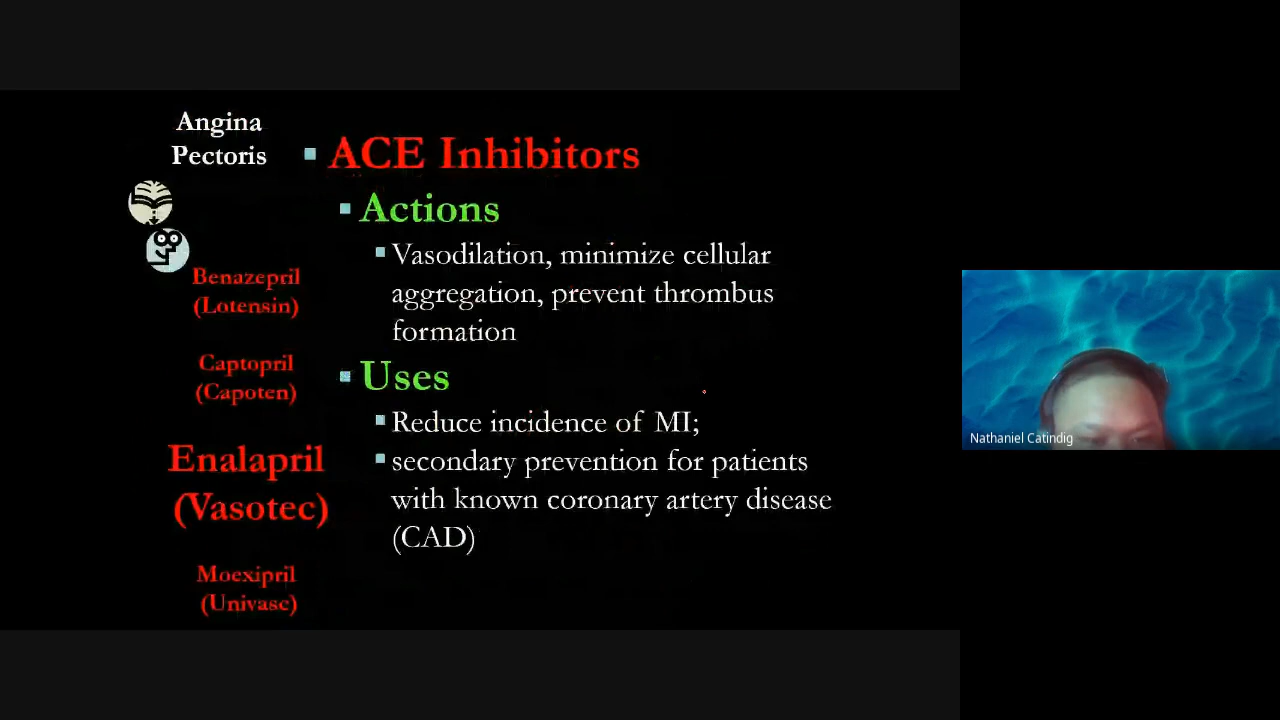 Angina
Pectoris
Benazepril
(Lotensin)
Captopril
(Capoten)
Enalapril
(Vasotec)
Moexipril
(Univasc)
ACE Inhibitors
Actions
Vasodilation, minimize cellular
aggregation, prevent thrombus
formation
Uses
Reduce incidence of MI;
secondary prevention for patients
with known coronary artery disease
(CAD)
Nathaniel Catindig